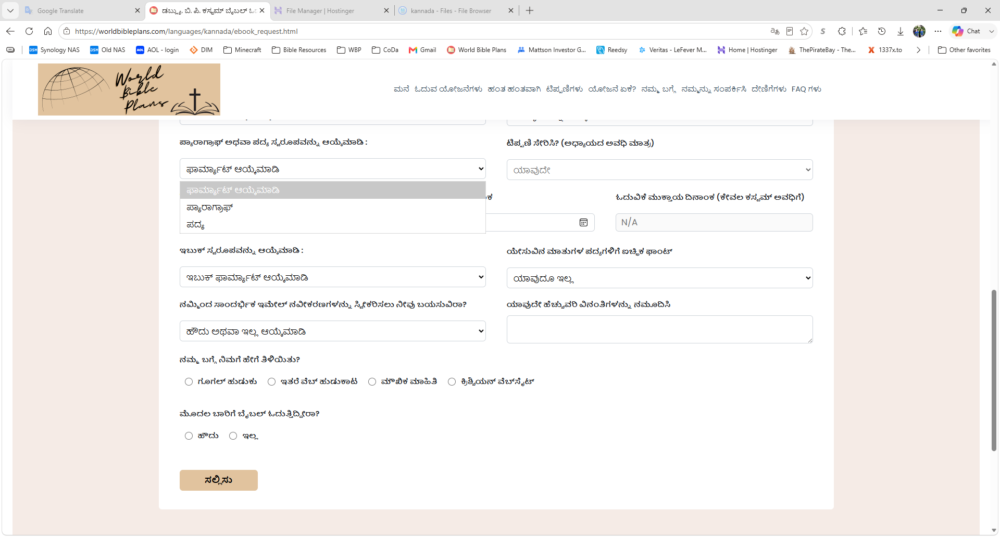 Google Translate
ಡಬ್ಲ್ಯು. ಬಿ. ಪಿ. ಕಸ್ಟಮ್ ಬೈಬಲ್ ಓದ
File Manager | Hostinger
kannada - Files - File Browser
https://worldbibleplans.com/languages/kannada/ebook_request.html
Chat
Synology NAS
Old NAS
AOL - login
DIM
Minecraft
Bible Resources
WBP
CoDa
Gmail
World Bible Plans
Mattson Investor G...
Reedsy
Veritas - LeFever M...
Home | Hostinger
ThePirateBay - The...
1337x.to
Other favorites
World
Bible
Plans
ಮನೆ ಓದುವ ಯೋಜನೆಗಳು ಹಂತ ಹಂತವಾಗಿ ಟಿಪ್ಪಣಿಗಳು ಯೋಜನೆ ಏಕೆ? ನಮ್ಮ ಬಗ್ಗೆ ನಮ್ಮನ್ನು ಸಂಪರ್ಕಿಸಿ ದೇಣಿಗೆಗಳು FAQ ಗಳು
ಪ್ಯಾರಾಗ್ರಾಫ್ ಅಥವಾ ಪದ್ಯ ಸ್ವರೂಪವನ್ನು ಆಯ್ಕೆಮಾಡಿ :
ಟಿಪ್ಪಣಿ ಸೇರಿಸಿ? (ಅಧ್ಯಾಯದ ಅವಧಿ ಮಾತ್ರ)
ಫಾರ್ಮ್ಯಾಟ್ ಆಯ್ಕೆಮಾಡಿ
ಯಾವುದೇ
ಫಾರ್ಮ್ಯಾಟ್ ಆಯ್ಕೆಮಾಡಿ
ಪ್ಯಾರಾಗ್ರಾಫ್
ಪದ್ಯ
ಓದುವಿಕೆ ಮುಕ್ತಾಯ ದಿನಾಂಕ (ಕೇವಲ ಕಸ್ಟಮ್ ಅವಧಿಗೆ)
N/A
ಇಬುಕ್ ಸ್ವರೂಪವನ್ನು ಆಯ್ಕೆಮಾಡಿ :
ಯೇಸುವಿನ ಮಾತುಗಳ ಪದ್ಯಗಳಿಗೆ ಐಚ್ಛಿಕ ಫಾಂಟ್
ಇಬುಕ್ ಫಾರ್ಮ್ಯಾಟ್ ಆಯ್ಕೆಮಾಡಿ
ಯಾವುದೂ ಇಲ್ಲ
ನಮ್ಮಿಂದ ಸಾಂದರ್ಭಿಕ ಇಮೇಲ್ ನವೀಕರಣಗಳನ್ನು ಸ್ವೀಕರಿಸಲು ನೀವು ಬಯಸುವಿರಾ?
ಯಾವುದೇ ಹೆಚ್ಚುವರಿ ವಿನಂತಿಗಳನ್ನು ನಮೂದಿಸಿ
ಹೌದು ಅಥವಾ ಇಲ್ಲ ಆಯ್ಕೆಮಾಡಿ
ನಮ್ಮ ಬಗ್ಗೆ ನಿಮಗೆ ಹೇಗೆ ತಿಳಿಯಿತು?
ಗೂಗಲ್ ಹುಡುಕು ಇತರೆ ವೆಬ್ ಹುಡುಕಾಟ ಮೌಖಿಕ ಮಾಹಿತಿ ಕ್ರಿಶ್ಚಿಯನ್ ವೆಬ್‌ಸೈಟ್
ಮೊದಲ ಬಾರಿಗೆ ಬೈಬಲ್ ಓದುತ್ತಿದ್ದೀರಾ?
ಹೌದು ಇಲ್ಲ
ಸಲ್ಲಿಸು